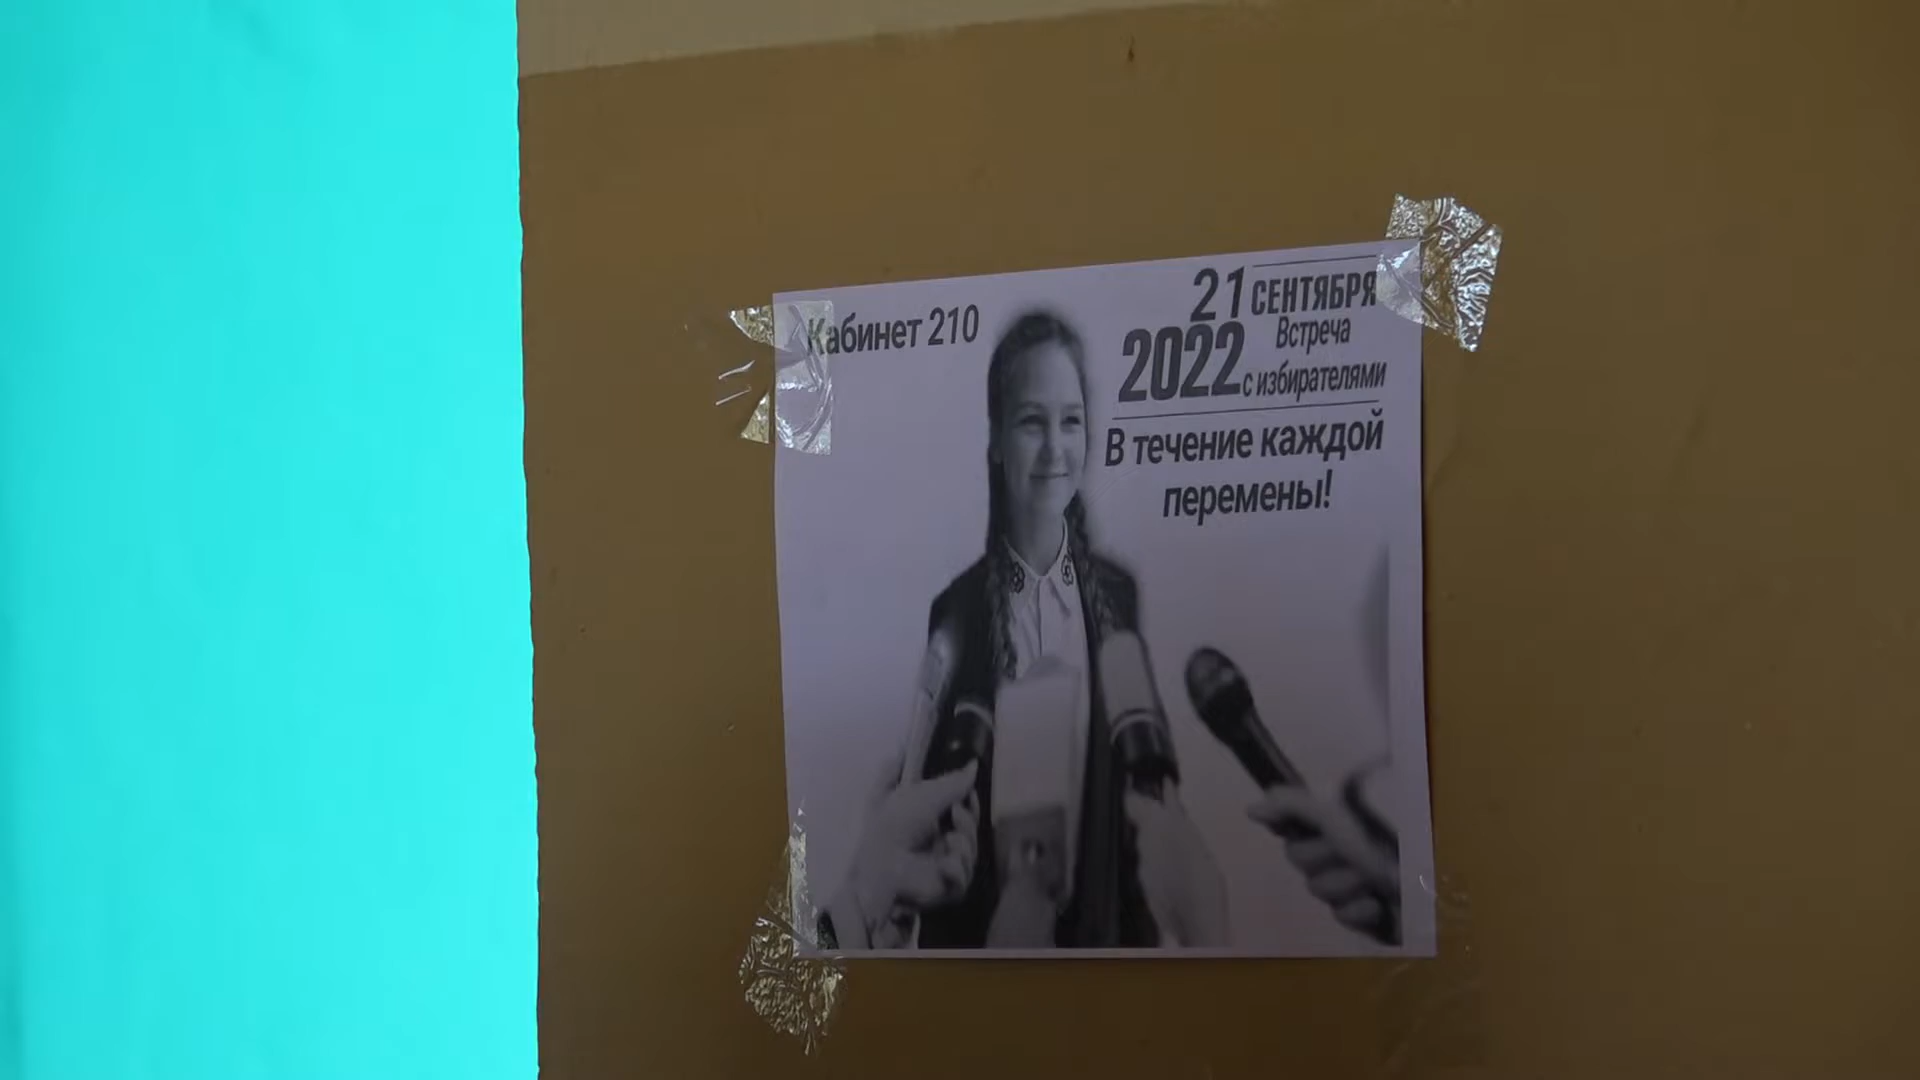 Кабинет 210
21 СЕНТЯБРЯ
2022 Встреча
с избирателями
В течение каждой
перемены!